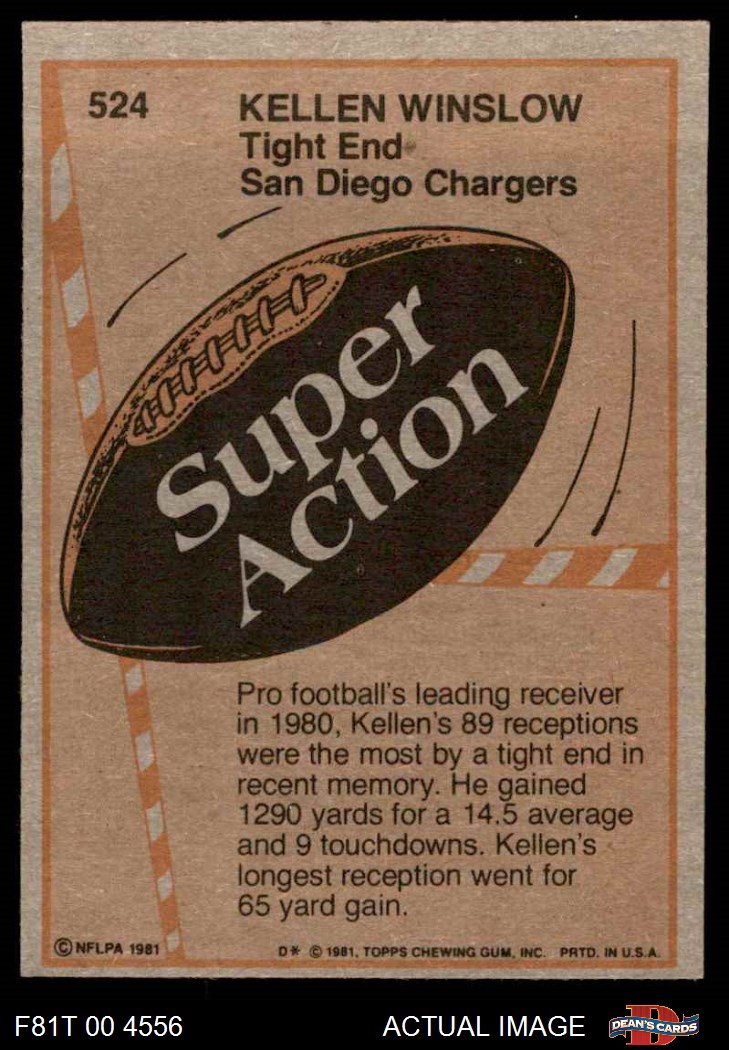 524
KELLEN WINSLOW
Tight End
San Diego Chargers
Super
Action
Pro football's leading receiver
in 1980, Kellen's 89 receptions
were the most by a tight end in
recent memory. He gained
1290 yards for a 14.5 average
and 9 touchdowns. Kellen's
longest reception went for
65 yard gain.
© NFLPA 1981
D* © 1981, TOPPS CHEWING GUM, INC. PRTD. IN U.S.A.
F81T 00 4556
ACTUAL IMAGE
D
DEAN'S CARDS